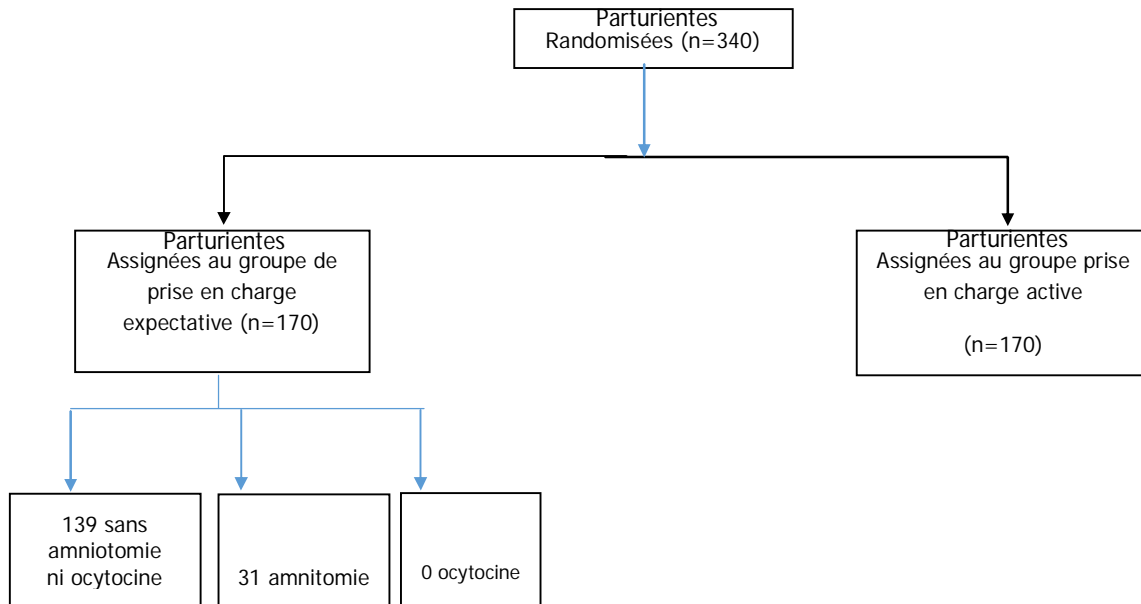 Parturientes
Randomisées (n=340)
Parturientes
Assignées au groupe de
prise en charge
expectative (n=170)
Parturientes
Assignées au groupe prise
en charge active
(n=170)
139 sans
amniotomie
ni ocytocine
31 amnitomie
0 ocytocine